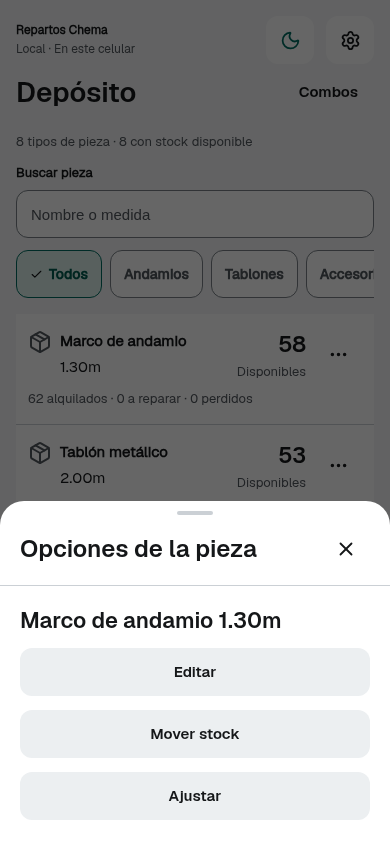 Repartos Chema
Local · En este celular
Depósito
Combos
8 tipos de pieza · 8 con stock disponible
Buscar pieza
Nombre o medida
Todos
Andamios
Tablones
Accesor
Marco de andamio
1.30m
58
Disponibles
62 alquilados · 0 a reparar · 0 perdidos
Tablón metálico
2.00m
53
Disponibles
Opciones de la pieza
Marco de andamio 1.30m
Editar
Mover stock
Ajustar